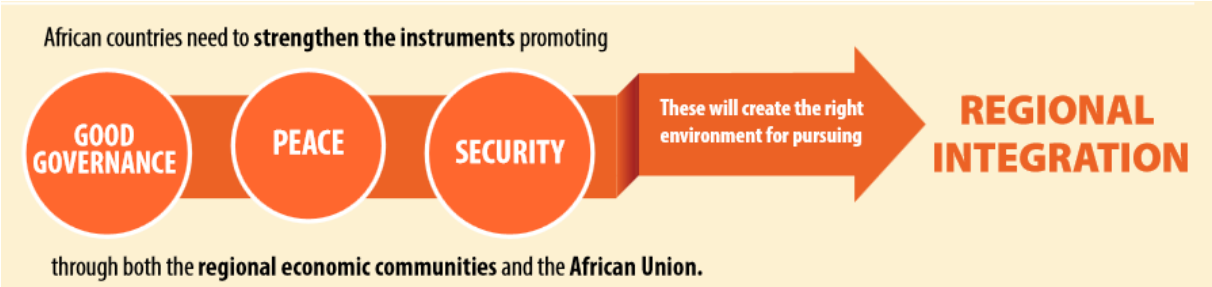 African countries need to strengthen the instruments promoting
GOOD
GOVERNANCE
PEACE
SECURITY
These will create the right
environment for pursuing
REGIONAL
INTEGRATION
through both the regional economic communities and the African Union.